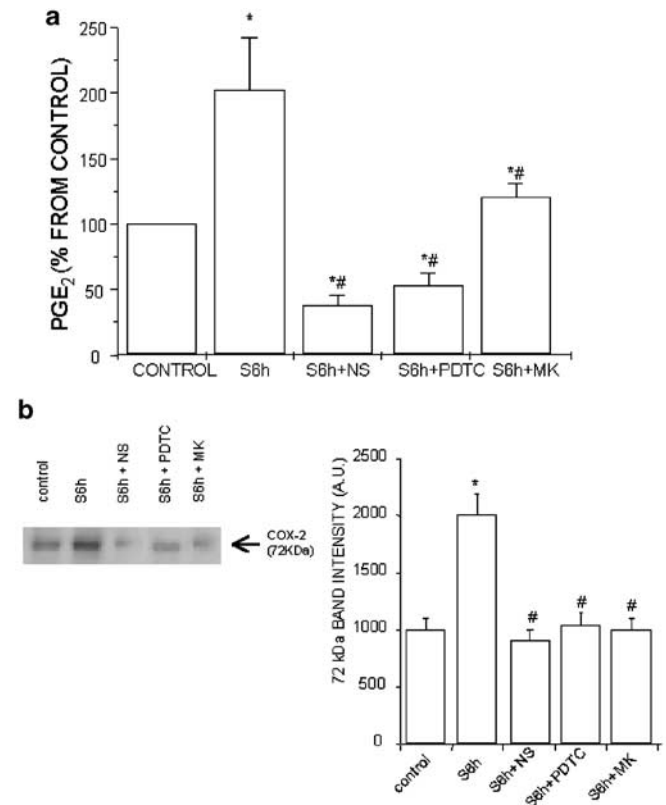 a
PGE2 (% FROM CONTROL)
250
200
150
100
50
0
*
*#
*#
*#
CONTROL
S6h
S6h+NS
S6h+PDTC
S6h+MK
b
control
S6h
S6h + NS
S6h + PDTC
S6h + MK
COX-2
(72KDa)
72 kDa BAND INTENSITY (A.U.)
2500
2000
1500
1000
500
0
*
#
#
#
control
S6h
S6h+NS
S6h+PDTC
S6h+MK